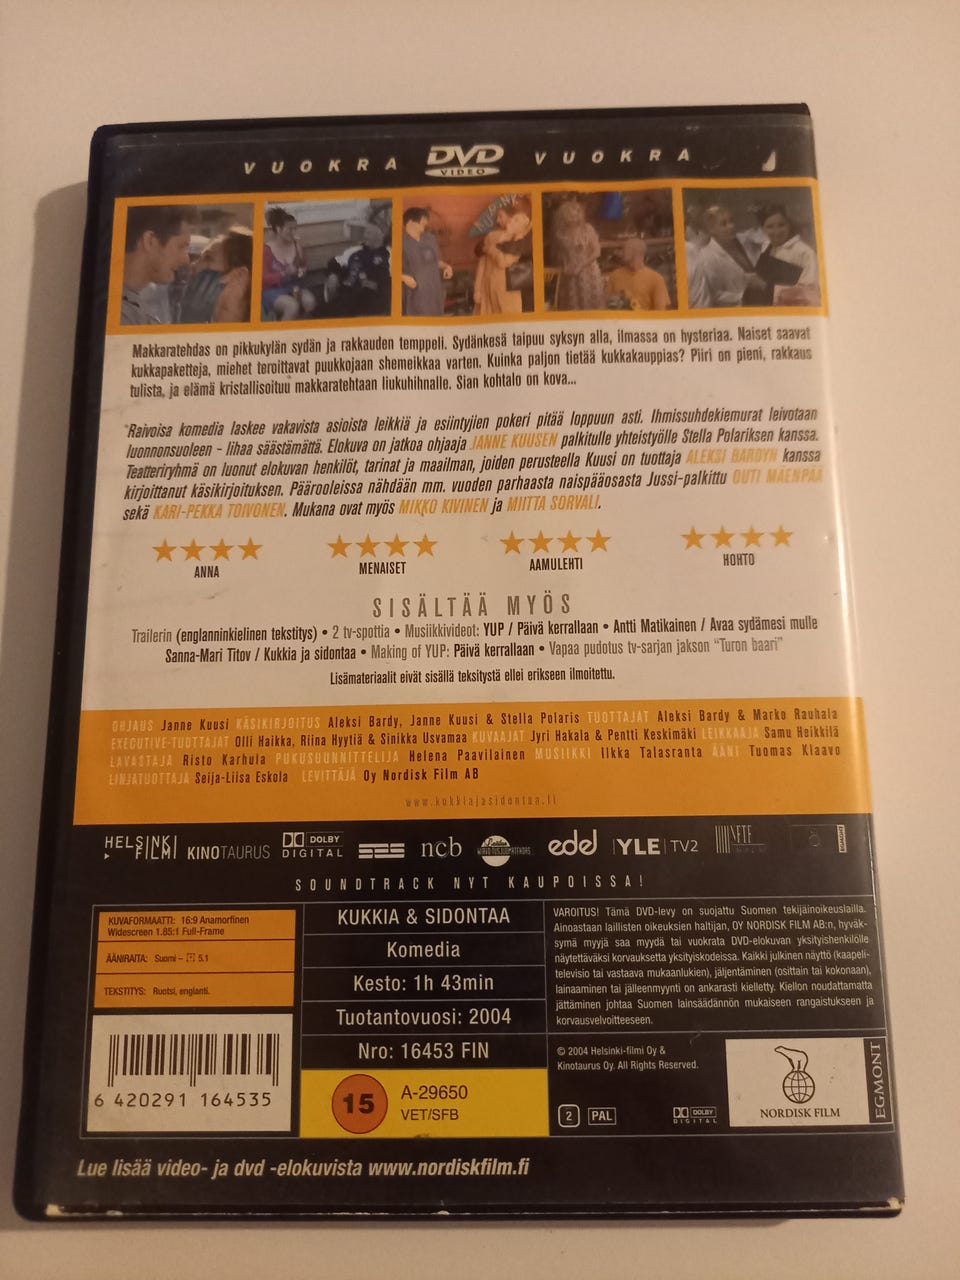 VUOKRA DVD VIDEO VUOKRA
Makkaratehdas on pikkukylän sydän ja rakkauden temppeli. Sydänkesä taipuu syksyn alla, ilmassa on hysteriaa. Naiset saavat
kukkapaketteja, miehet teroittavat puukkojaan shemeikkaa varten. Kuinka paljon tietää kukkakauppias? Piiri on pieni, rakkaus
tulista, ja elämä kristallisoituu makkaratehtaan liukuhihnalle. Sian kohtalo on kova...
"Raivoisa komedia laskee vakavista asioista leikkiä ja esiintyjien pokeri pitää loppuun asti. Ihmissuhdekiemurat leivotaan
luonnonsuoleen - lihaa säästämättä. Elokuva on jatkoa ohjaaja JANNE KUUSEN palkitulle yhteistyölle Stella Polariksen kanssa.
Teatteriryhmä on luonut elokuvan henkilöt, tarinat ja maailman, joiden perusteella Kuusi on tuottaja ALEKSI BARDYN kanssa
kirjoittanut käsikirjoituksen. Päärooleissa nähdään mm. vuoden parhaasta naispääosasta Jussi-palkittu OUTI MÄENPÄÄ
sekä KARI-PEKKA TOIVONEN. Mukana ovat myös MIKKO KIVINEN ja MIITTA SORVALI.
ANNA MENAISET AAMULEHTI HOHTO
SISÄLTÄÄ MYÖS
Trailerin (englanninkielinen tekstitys) • 2 tv-spottia • Musiikkivideot: YUP / Päivä kerrallaan • Antti Matikainen / Avaa sydämesi mulle
Sanna-Mari Titov / Kukkia ja sidontaa • Making of YUP: Päivä kerrallaan • Vapaa pudotus tv-sarjan jakson "Turon baari"
Lisämateriaalit eivät sisällä teksitystä ellei erikseen ilmoitettu.
OHJAUS Janne Kuusi KÄSIKIRJOITUS Aleksi Bardy, Janne Kuusi & Stella Polaris TUOTTAJAT Aleksi Bardy & Marko Rauhala
EXECUTIVE-TUOTTAJAT Olli Haikka, Riina Hyytiä & Sinikka Usvamaa KUVAAJAT Jyri Hakala & Pentti Keskimäki LEIKKAAJA Samu Heikkilä
LAVASTAJA Risto Karhula PUKUSUUNNITTELIJA Helena Paavilainen MUSIIKKI Ilkka Talasranta ÄÄNI Tuomas Klaavo
LINJATUOTTAJA Seija-Liisa Eskola LEVITTÄJÄ Oy Nordisk Film AB
www.kukkiajasidontaa.fi
HELSINKI FILMI KINOTAURUS DOLBY DIGITAL SES ncb edel YLE TV2
SOUNDTRACK NYT KAUPOISSA!
KUVAFORMAATTI: 16:9 Anamorfinen
Widescreen 1.85:1 Full-Frame
ÄÄNIRAITA: Suomi – 5.1
TEKSTITYS: Ruotsi, englanti.
6 420291 164535
KUKKIA & SIDONTAA
Komedia
Kesto: 1h 43min
Tuotantovuosi: 2004
Nro: 16453 FIN
15 A-29650
VET/SFB
VAROITUS! Tämä DVD-levy on suojattu Suomen tekijäinoikeuslailla.
Ainoastaan laillisten oikeuksien haltijan, OY NORDISK FILM AB:n, hyväk-
symä myyjä saa myydä tai vuokrata DVD-elokuvan yksityishenkilölle
näytettäväksi korvauksetta yksityiskodeissa. Kaikki julkinen näyttö (kaapeli-
televisio tai vastaava mukaanlukien), jäljentäminen (osittain tai kokonaan),
lainaaminen tai jälleenmyynti on ankarasti kielletty. Kiellon noudattamatta
jättäminen johtaa Suomen lainsäädännön mukaiseen rangaistukseen ja
korvausvelvoitteeseen.
© 2004 Helsinki-filmi Oy &
Kinotaurus Oy. All Rights Reserved.
2 PAL DOLBY DIGITAL
NORDISK FILM
EGMONT
Lue lisää video- ja dvd -elokuvista www.nordiskfilm.fi